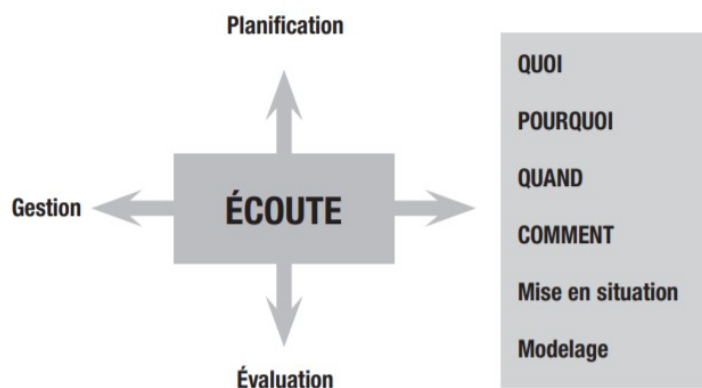 Planification
Gestion
ÉCOUTE
Évaluation
QUOI
POURQUOI
QUAND
COMMENT
Mise en situation
Modelage